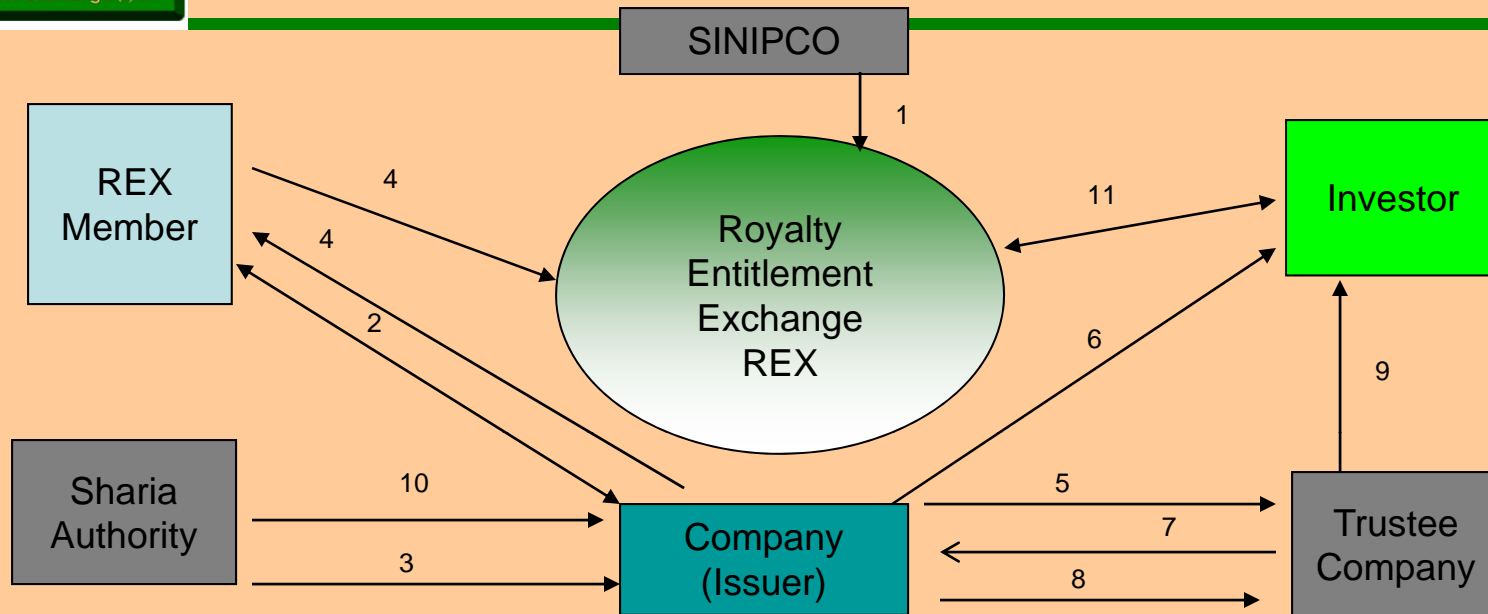 SINIPCO
1
REX
Member
4
4
2
Royalty
Entitlement
Exchange
REX
11
Investor
6
9
Sharia
Authority
10
3
Company
(Issuer)
5
7
8
Trustee
Company